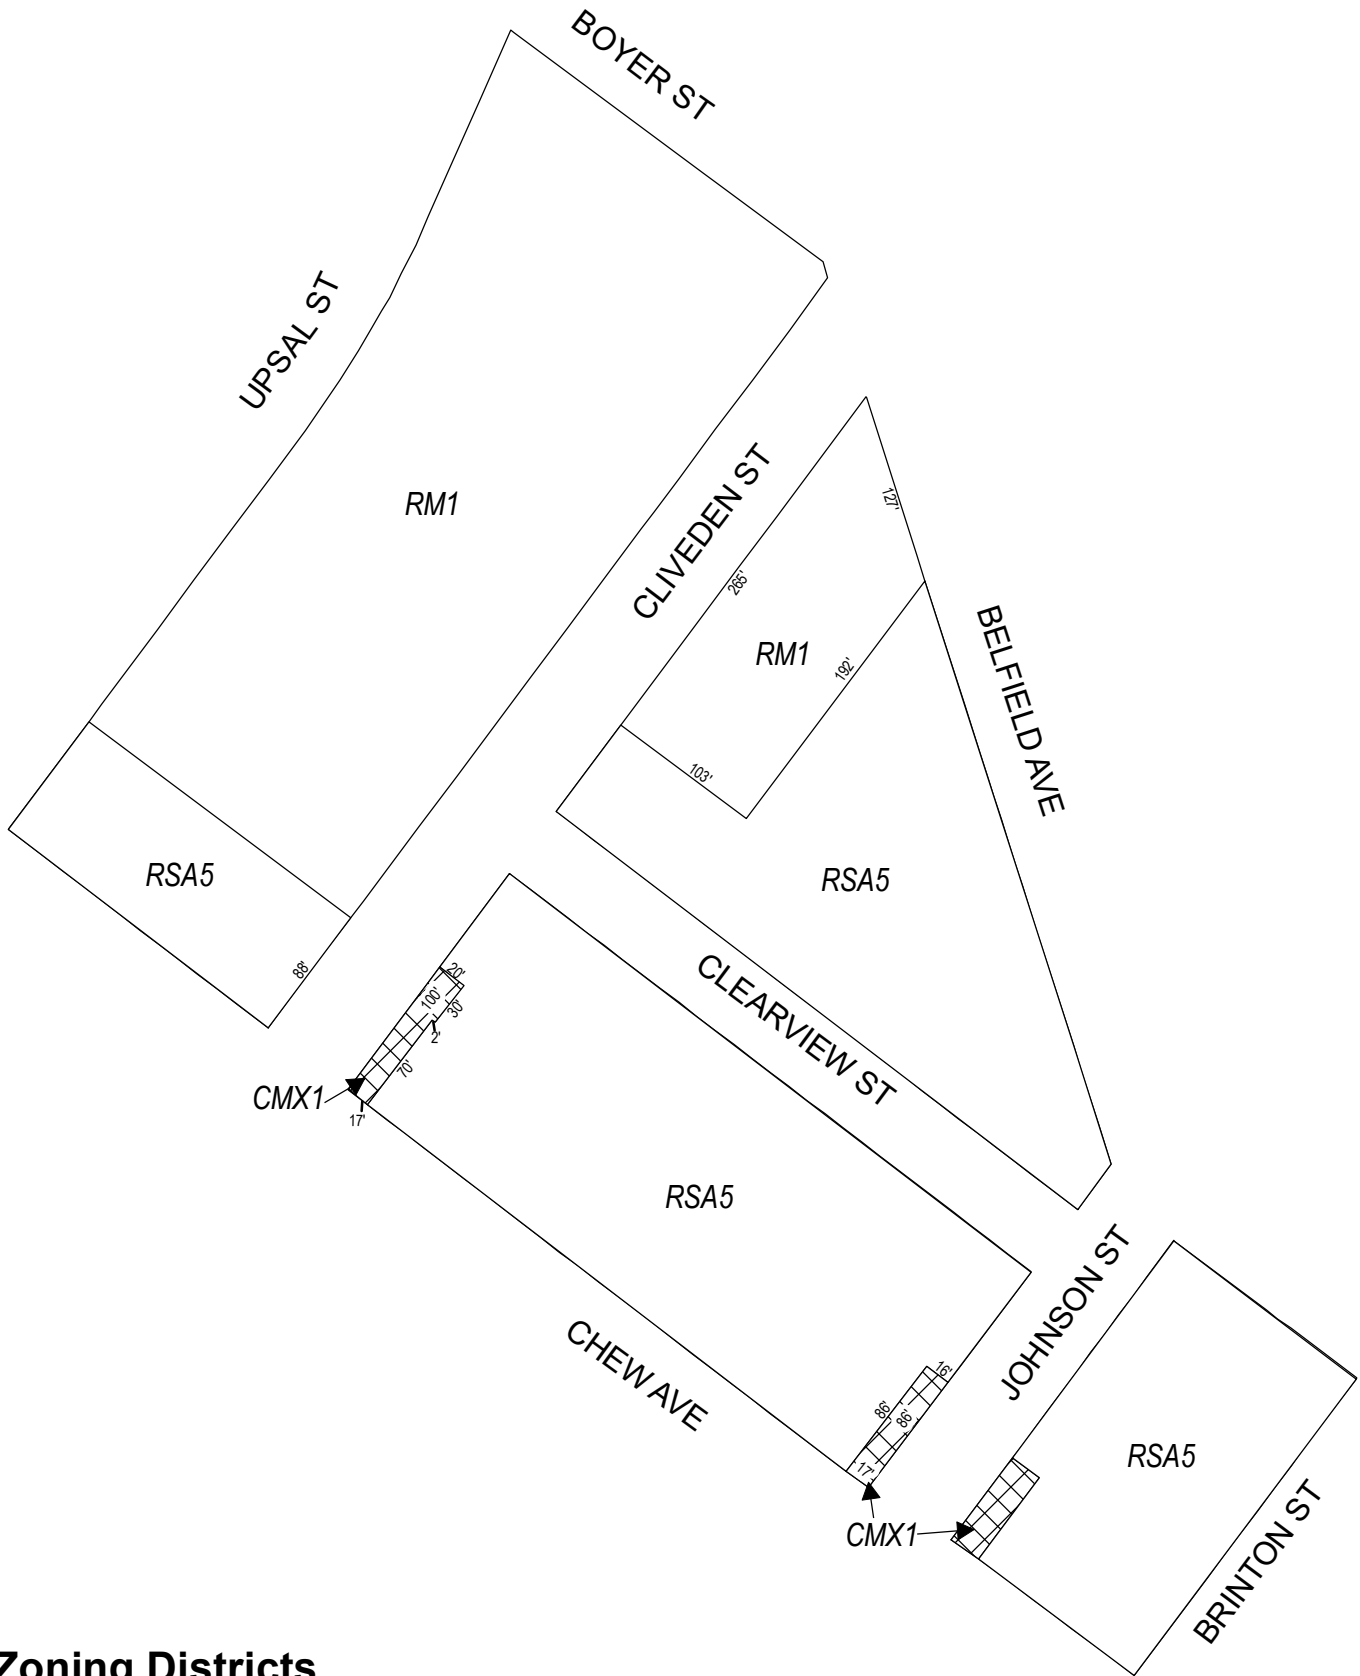 BOYER ST
UPSAL ST
RM1
CLIVEDEN ST
127'
265'
RM1
192'
BELFIELD AVE
103'
RSA5
RSA5
88'
20'
100'
30'
2'
70'
CMX1
17'
CLEARVIEW ST
RSA5
CHEW AVE
JOHNSON ST
16'
86'
86'
17'
CMX1
RSA5
BRINTON ST
Zoning Districts